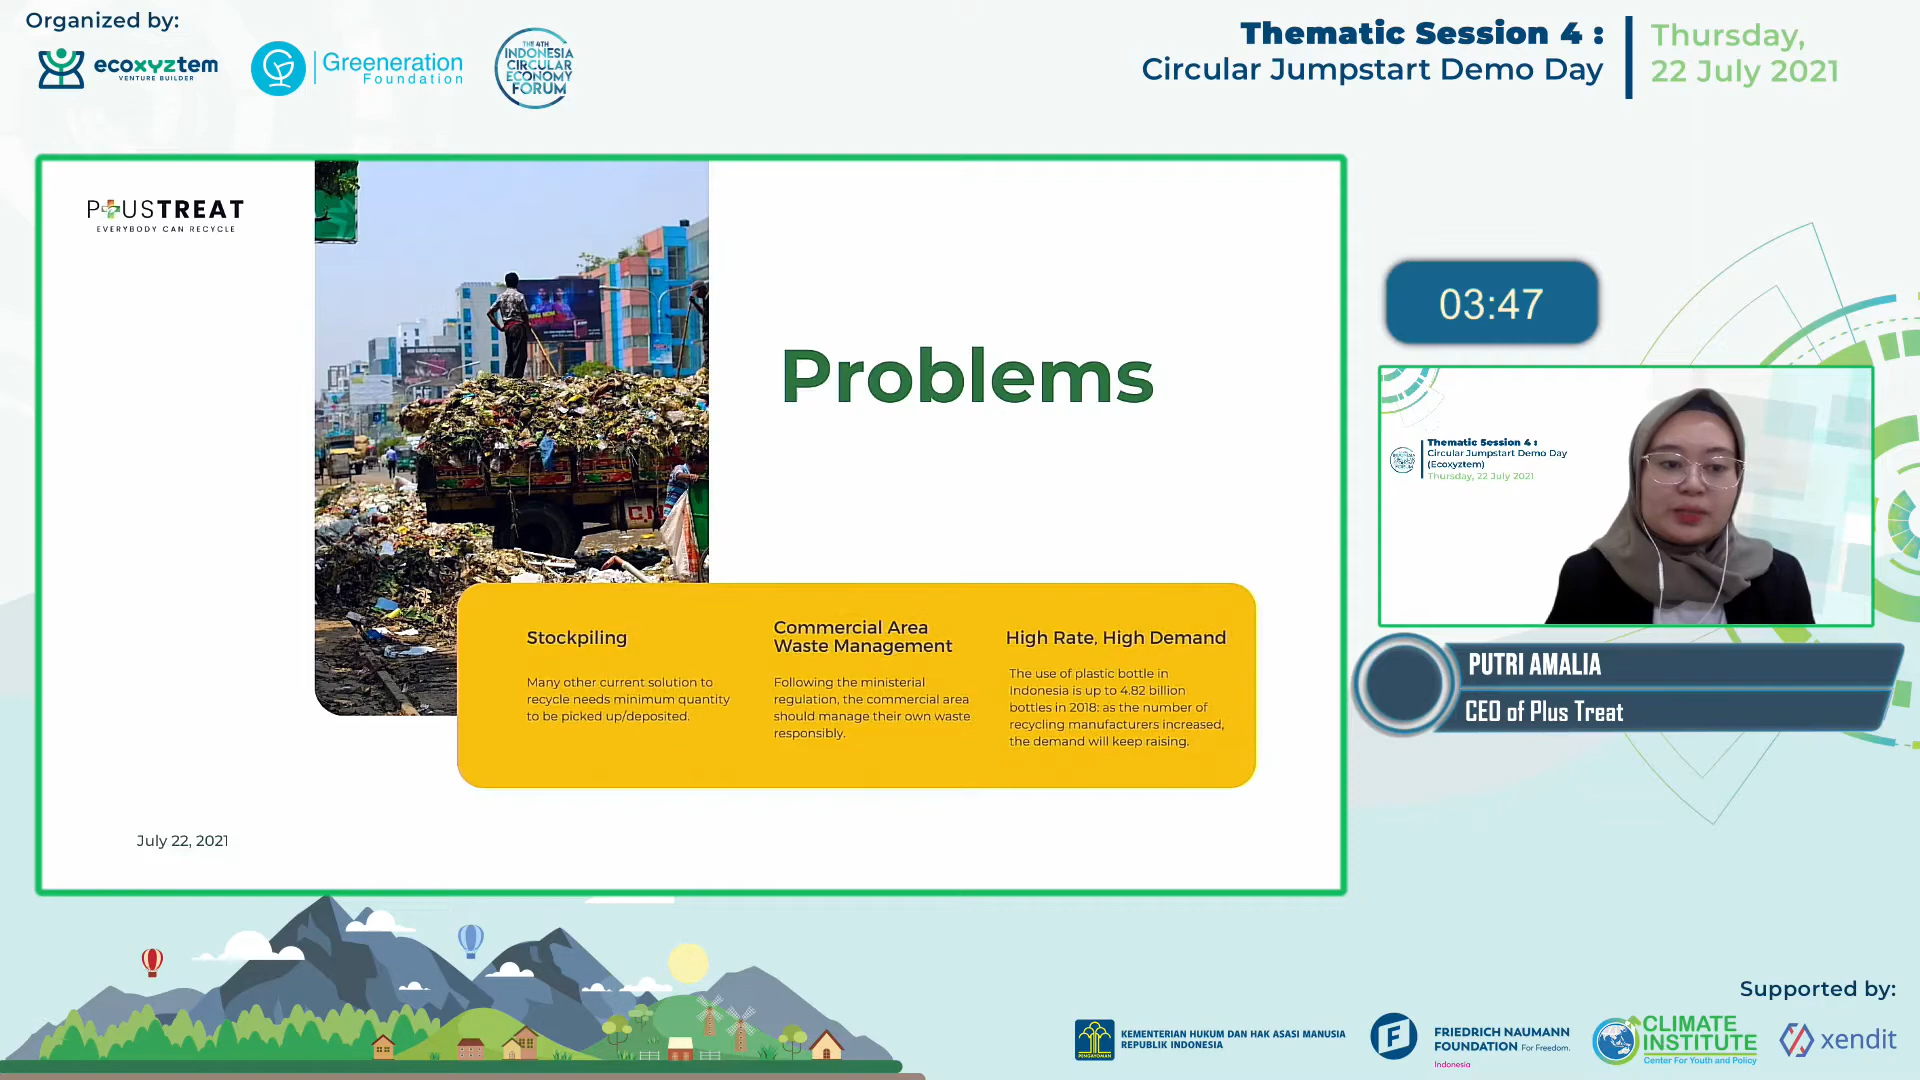 Organized by:
ecoxyztem
VENTURE BUILDER
Greeneration
Foundation
THE 4TH
INDONESIA
CIRCULAR
ECONOMY
FORUM
Thematic Session 4 :
Circular Jumpstart Demo Day
Thursday,
22 July 2021
PLUSTREAT
EVERYBODY CAN RECYCLE
Problems
Stockpiling
Many other current solution to
recycle needs minimum quantity
to be picked up/deposited.
Commercial Area
Waste Management
Following the ministerial
regulation, the commercial area
should manage their own waste
responsibly.
High Rate, High Demand
The use of plastic bottle in
Indonesia is up to 4.82 billion
bottles in 2018: as the number of
recycling manufacturers increased,
the demand will keep raising.
July 22, 2021
03:47
Thematic Session 4 :
Circular Jumpstart Demo Day
(Ecoxyztem)
Thursday, 22 July 2021
PUTRI AMALIA
CEO of Plus Treat
Supported by:
PENGAYOMAN
KEMENTERIAN HUKUM DAN HAK ASASI MANUSIA
REPUBLIK INDONESIA
FRIEDRICH NAUMANN
FOUNDATION For Freedom.
Indonesia
CLIMATE
INSTITUTE
Center For Youth and Policy
xendit